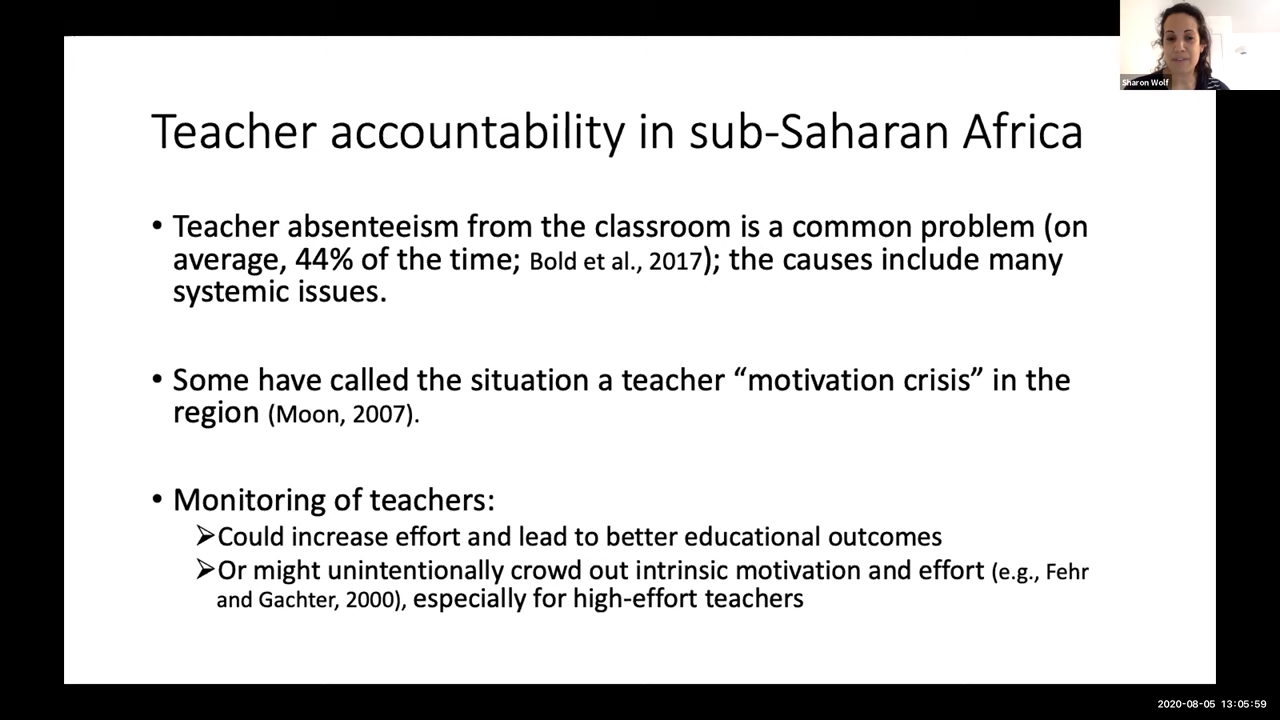 Sharon Wolf
Teacher accountability in sub-Saharan Africa
• Teacher absenteeism from the classroom is a common problem (on
average, 44% of the time; Bold et al., 2017); the causes include many
systemic issues.
• Some have called the situation a teacher “motivation crisis” in the
region (Moon, 2007).
• Monitoring of teachers:
➢Could increase effort and lead to better educational outcomes
➢Or might unintentionally crowd out intrinsic motivation and effort (e.g., Fehr
and Gachter, 2000), especially for high-effort teachers
2020-08-05 13:05:59